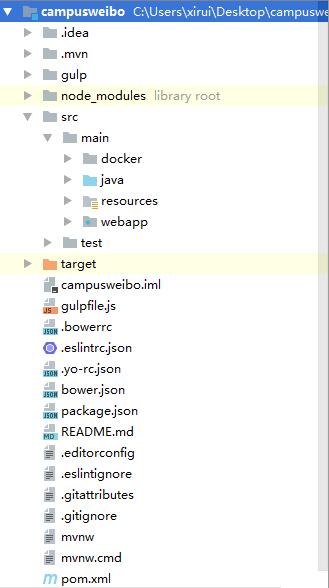 campusweibo C:\Users\xirui\Desktop\campuswe
.idea
.mvn
gulp
node_modules library root
src
main
docker
java
resources
webapp
test
target
campusweibo.iml
gulpfile.js
.bowerrc
.eslintrc.json
.yo-rc.json
bower.json
package.json
README.md
.editorconfig
.eslintignore
.gitattributes
.gitignore
mvnw
mvnw.cmd
pom.xml